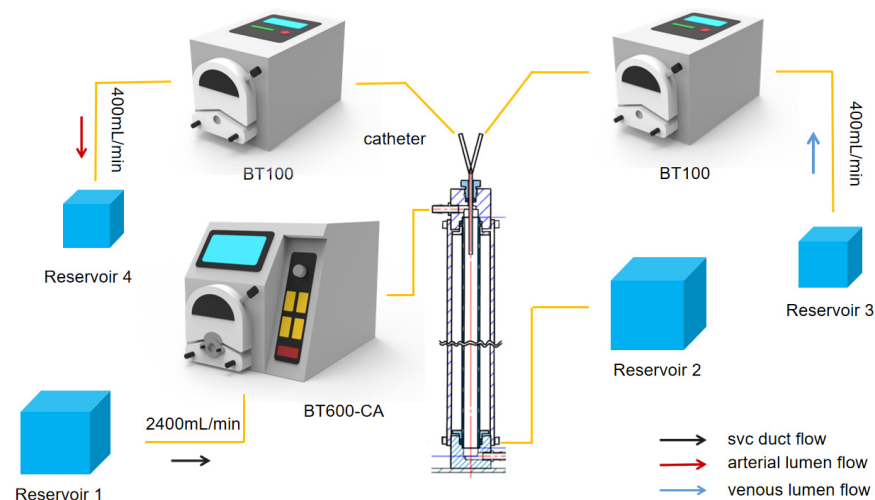 400mL/min
catheter
BT100
BT100
400mL/min
Reservoir 4
Reservoir 3
Reservoir 2
BT600-CA
2400mL/min
Reservoir 1
svc duct flow
arterial lumen flow
venous lumen flow